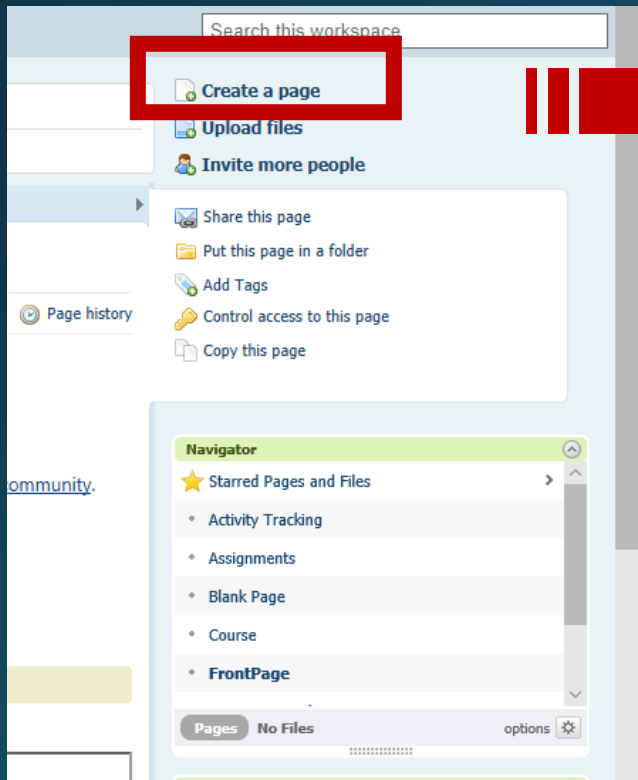 Search this workspace
Create a page
Upload files
Invite more people
Share this page
Put this page in a folder
Add Tags
Page history
Control access to this page
Copy this page
Navigator
community.
Starred Pages and Files
Activity Tracking
Assignments
Blank Page
Course
FrontPage
Pages No Files options